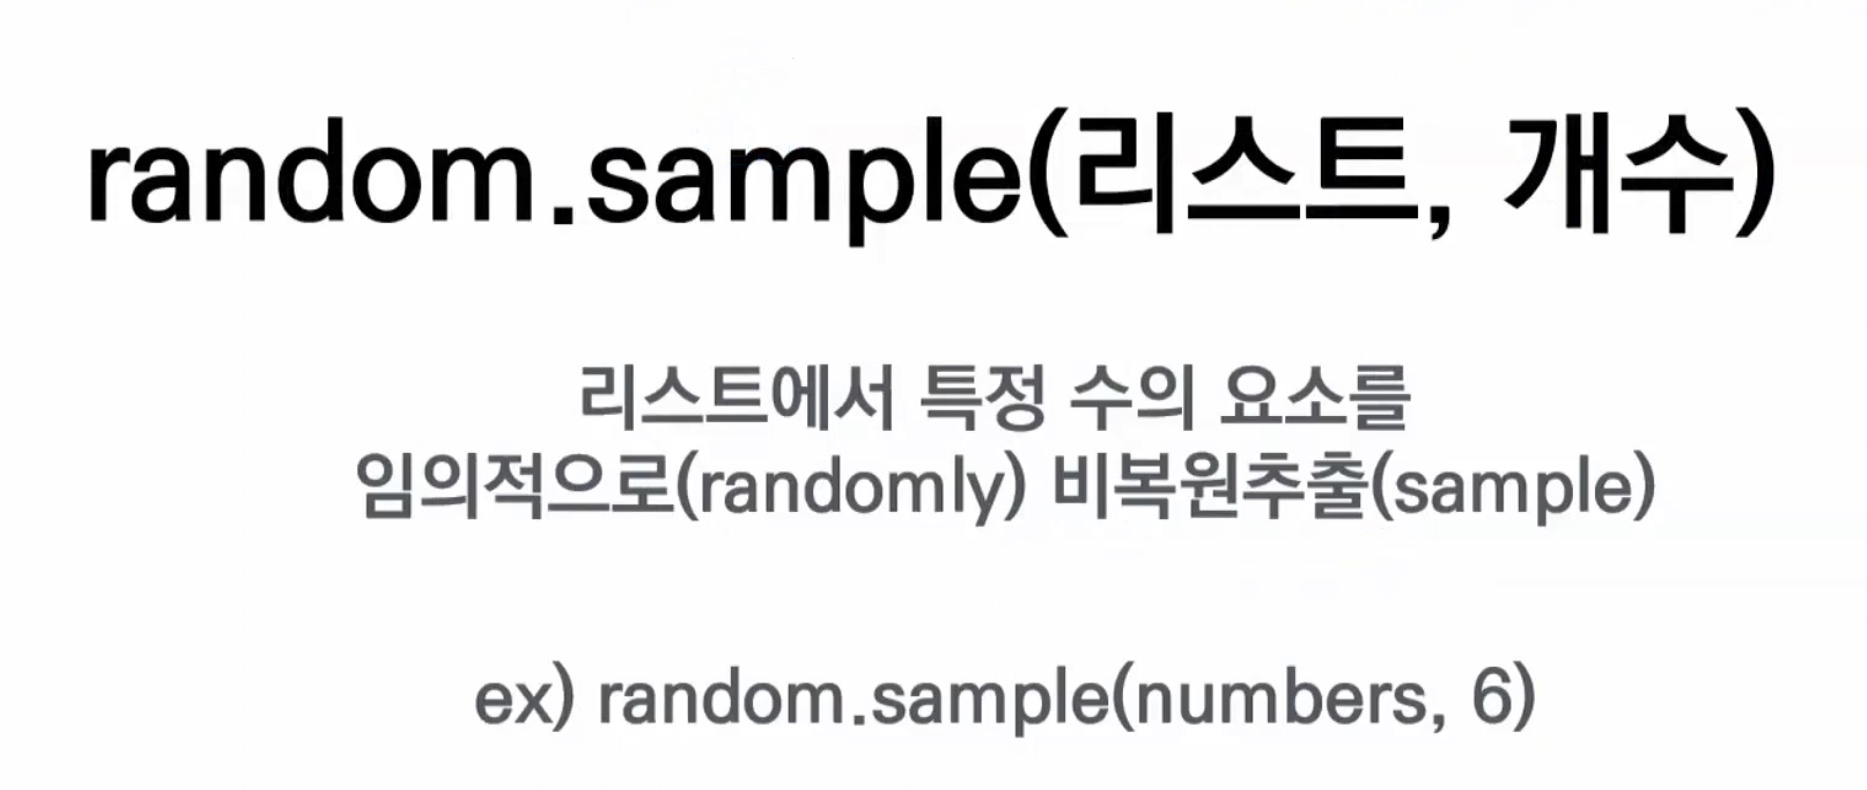 random.sample(리스트, 개수)
리스트에서 특정 수의 요소를
임의적으로(randomly) 비복원추출(sample)
ex) random.sample(numbers, 6)